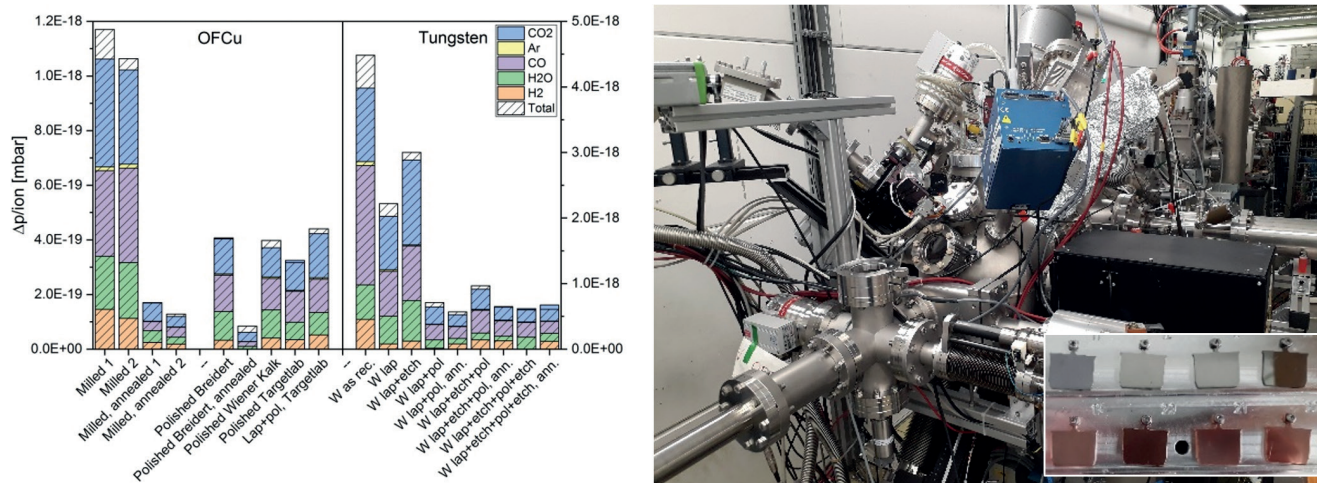 1.2E-18
1.0E-18
8.0E-19
6.0E-19
4.0E-19
2.0E-19
0.0E+00
Δp/ion [mbar]
OFCu
Tungsten
CO2
Ar
CO
H2O
H2
Total
5.0E-18
4.0E-18
3.0E-18
2.0E-18
1.0E-18
0.0E+00
Milled 1
Milled 2
Milled, annealed 1
Milled, annealed 2
--
Polished Breidert
Polished Breidert, annealed
Polished Wiener Kalk
Polished Targetlab
Lap+pol, Targetlab
--
W as rec.
W lap
W lap+etch
W lap+pol
W lap+pol, ann.
W lap+etch+pol
W lap+etch+pol, ann.
W lap+etch+pol+etch
W lap+etch+pol+etch, ann.